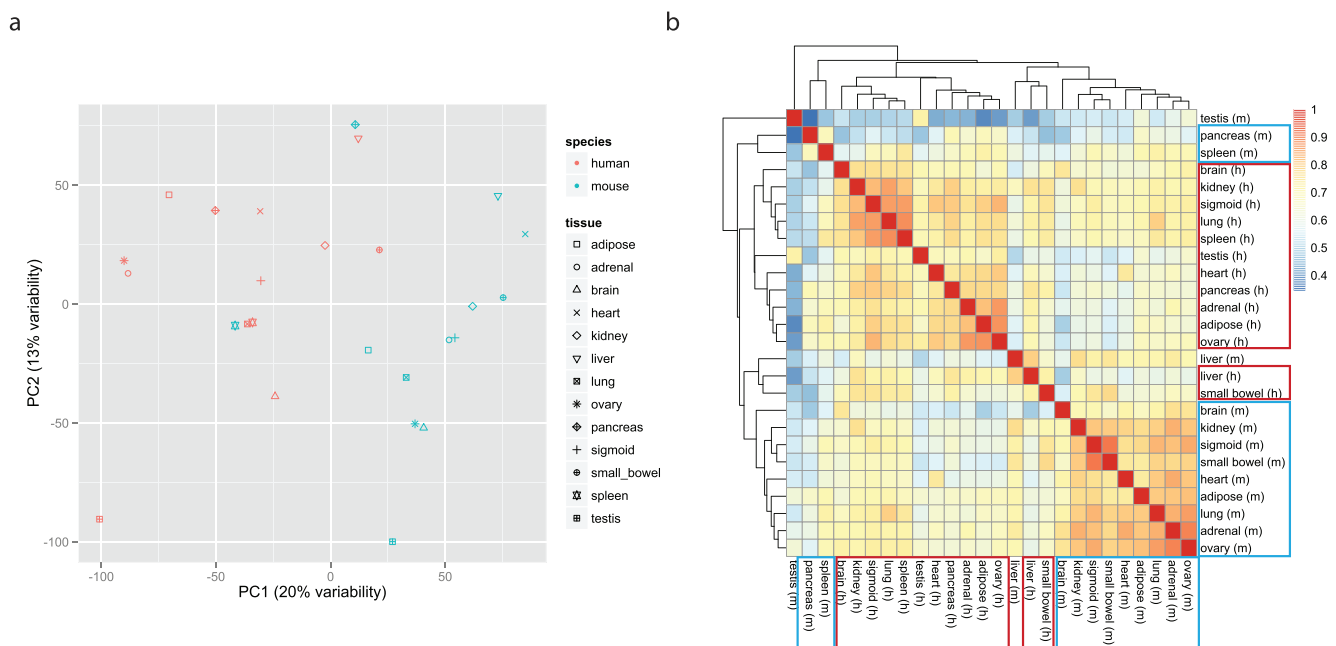 a
b
50
0
-50
-100
-100
-50
0
50
PC2 (13% variability)
PC1 (20% variability)
species
human
mouse
tissue
adipose
adrenal
brain
heart
kidney
liver
lung
ovary
pancreas
sigmoid
small_bowel
spleen
testis
testis (m)
pancreas (m)
spleen (m)
brain (h)
kidney (h)
sigmoid (h)
lung (h)
spleen (h)
testis (h)
heart (h)
pancreas (h)
adrenal (h)
adipose (h)
ovary (h)
liver (m)
liver (h)
small bowel (h)
brain (m)
kidney (m)
sigmoid (m)
small bowel (m)
heart (m)
adipose (m)
lung (m)
adrenal (m)
ovary (m)
1
0.9
0.8
0.7
0.6
0.5
0.4
testis (m)
pancreas (m)
spleen (m)
brain (h)
kidney (h)
sigmoid (h)
lung (h)
spleen (h)
testis (h)
heart (h)
pancreas (h)
adrenal (h)
adipose (h)
ovary (h)
liver (m)
liver (h)
small bowel (h)
brain (m)
kidney (m)
sigmoid (m)
small bowel (m)
heart (m)
adipose (m)
lung (m)
adrenal (m)
ovary (m)